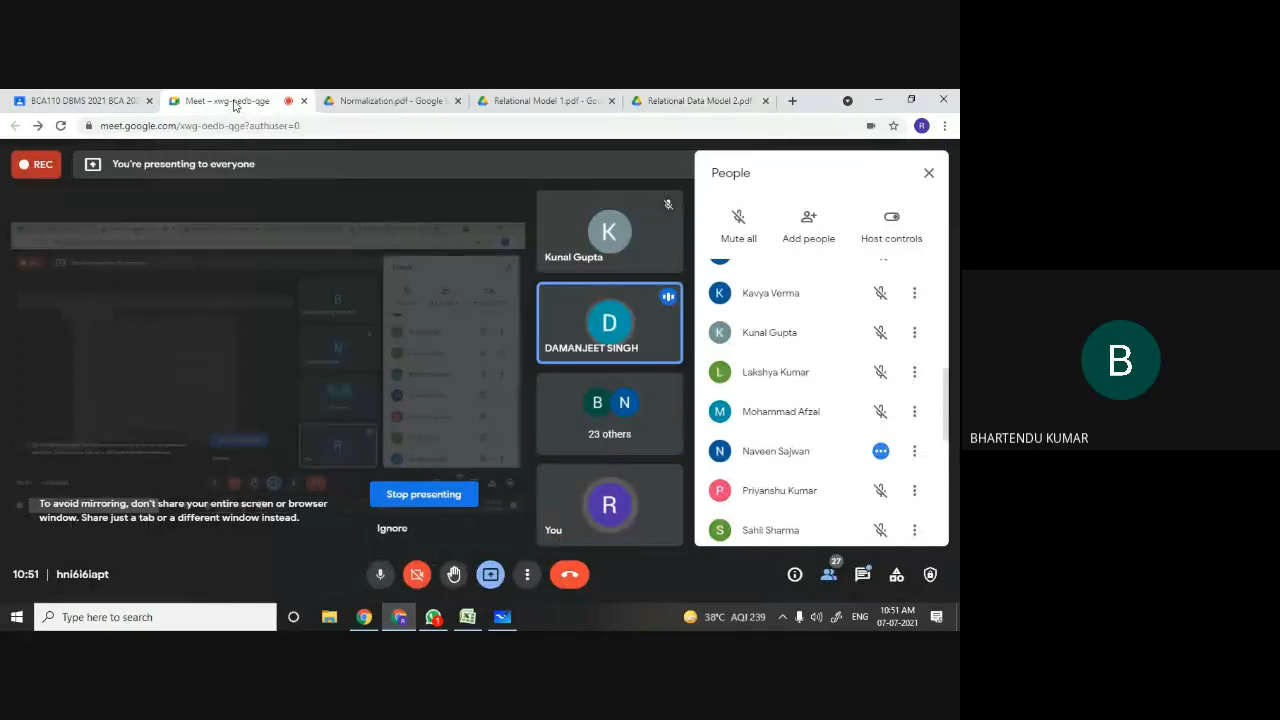 BCA110 DBMS 2021 BCA 202
Meet – xwg-oedb-qge
Normalization.pdf - Google
Relational Model 1.pdf - Goo
Relational Data Model 2.pdf
meet.google.com/xwg-oedb-qge?authuser=0
R
REC
You're presenting to everyone
K
Kunal Gupta
D
DAMANJEET SINGH
B N
23 others
R
You
People
Mute all
Add people
Host controls
K Kavya Verma
K Kunal Gupta
L Lakshya Kumar
M Mohammad Afzal
N Naveen Sajwan
P Priyanshu Kumar
S Sahil Sharma
To avoid mirroring, don't share your entire screen or browser
window. Share just a tab or a different window instead.
Stop presenting
Ignore
10:51 | hni6i6iapt
27
Type here to search
1
38°C AQI 239
ENG
10:51 AM
07-07-2021
B
BHARTENDU KUMAR